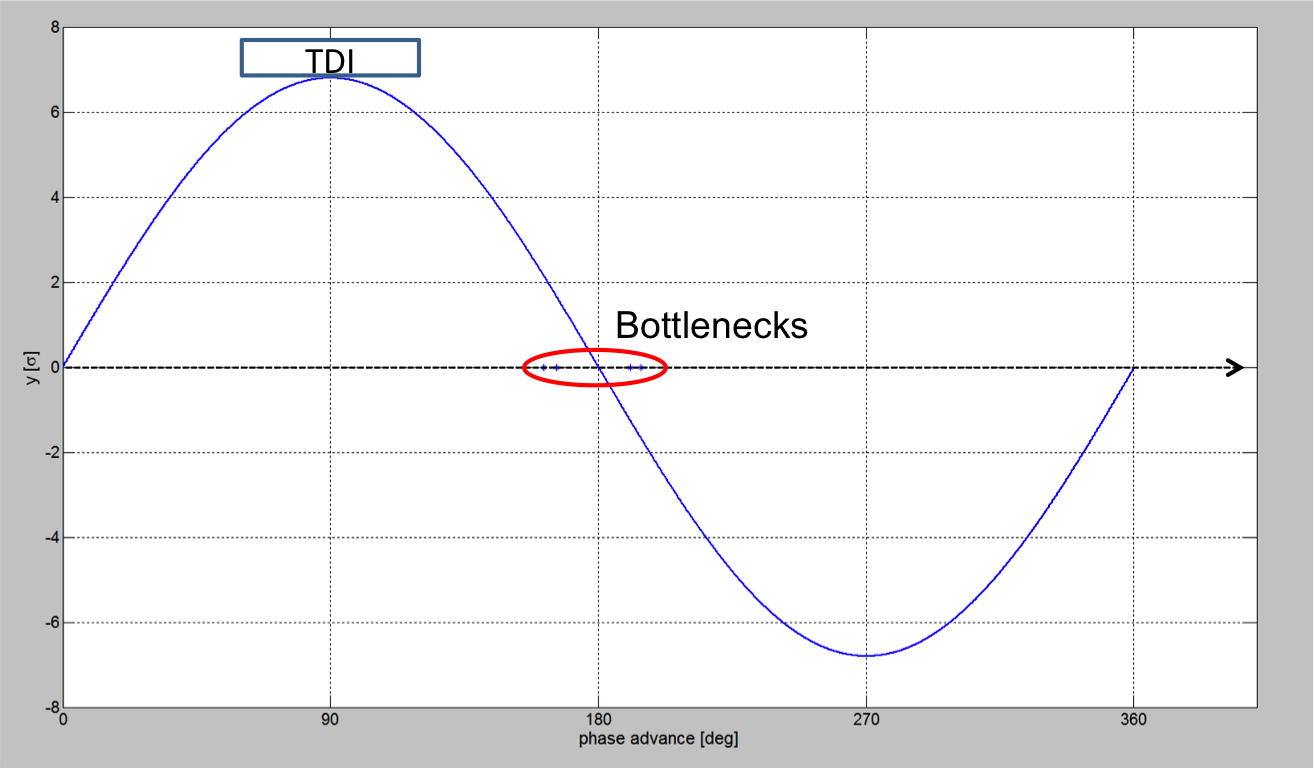 8
TDI
6
4
2
Bottlenecks
0
y [σ]
-2
-4
-6
-8
0 90 180 270 360
phase advance [deg]